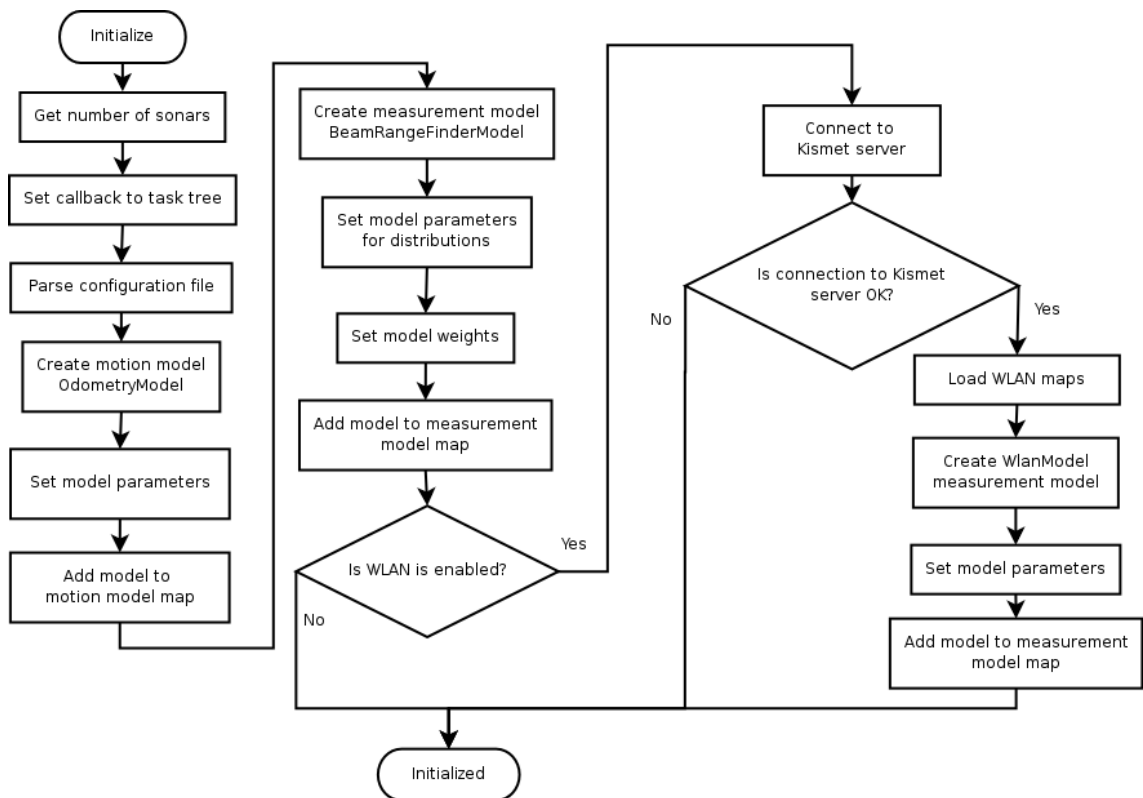 Initialize
Get number of sonars
Set callback to task tree
Parse configuration file
Create motion model
OdometryModel
Set model parameters
Add model to
motion model map
Create measurement model
BeamRangeFinderModel
Set model parameters
for distributions
Set model weights
Add model to measurement
model map
Is WLAN is enabled?
Yes
No
Connect to
Kismet server
Is connection to Kismet
server OK?
No
Yes
Load WLAN maps
Create WlanModel
measurement model
Set model parameters
Add model to measurement
model map
Initialized